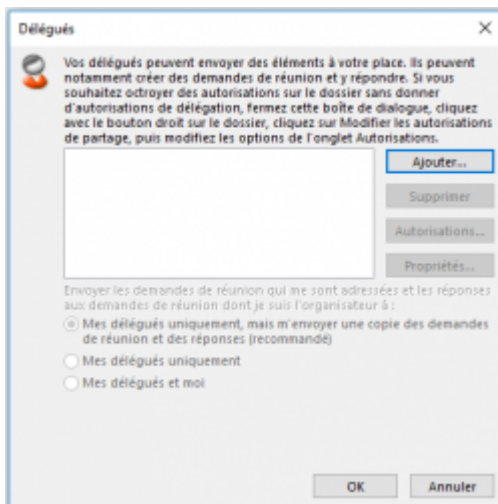 Délégués
Vos délégués peuvent envoyer des éléments à votre place. Ils peuvent
notamment créer des demandes de réunion et y répondre. Si vous
souhaitez octroyer des autorisations sur le dossier sans donner
d'autorisations de délégation, fermez cette boîte de dialogue, cliquez
avec le bouton droit sur le dossier, cliquez sur Modifier les autorisations
de partage, puis modifiez les options de l'onglet Autorisations.
Ajouter...
Supprimer
Autorisations...
Propriétés...
Envoyer les demandes de réunion qui me sont adressées et les réponses
aux demandes de réunion dont je suis l'organisateur à :
Mes délégués uniquement, mais m'envoyer une copie des demandes
de réunion et des réponses (recommandé)
Mes délégués uniquement
Mes délégués et moi
OK
Annuler